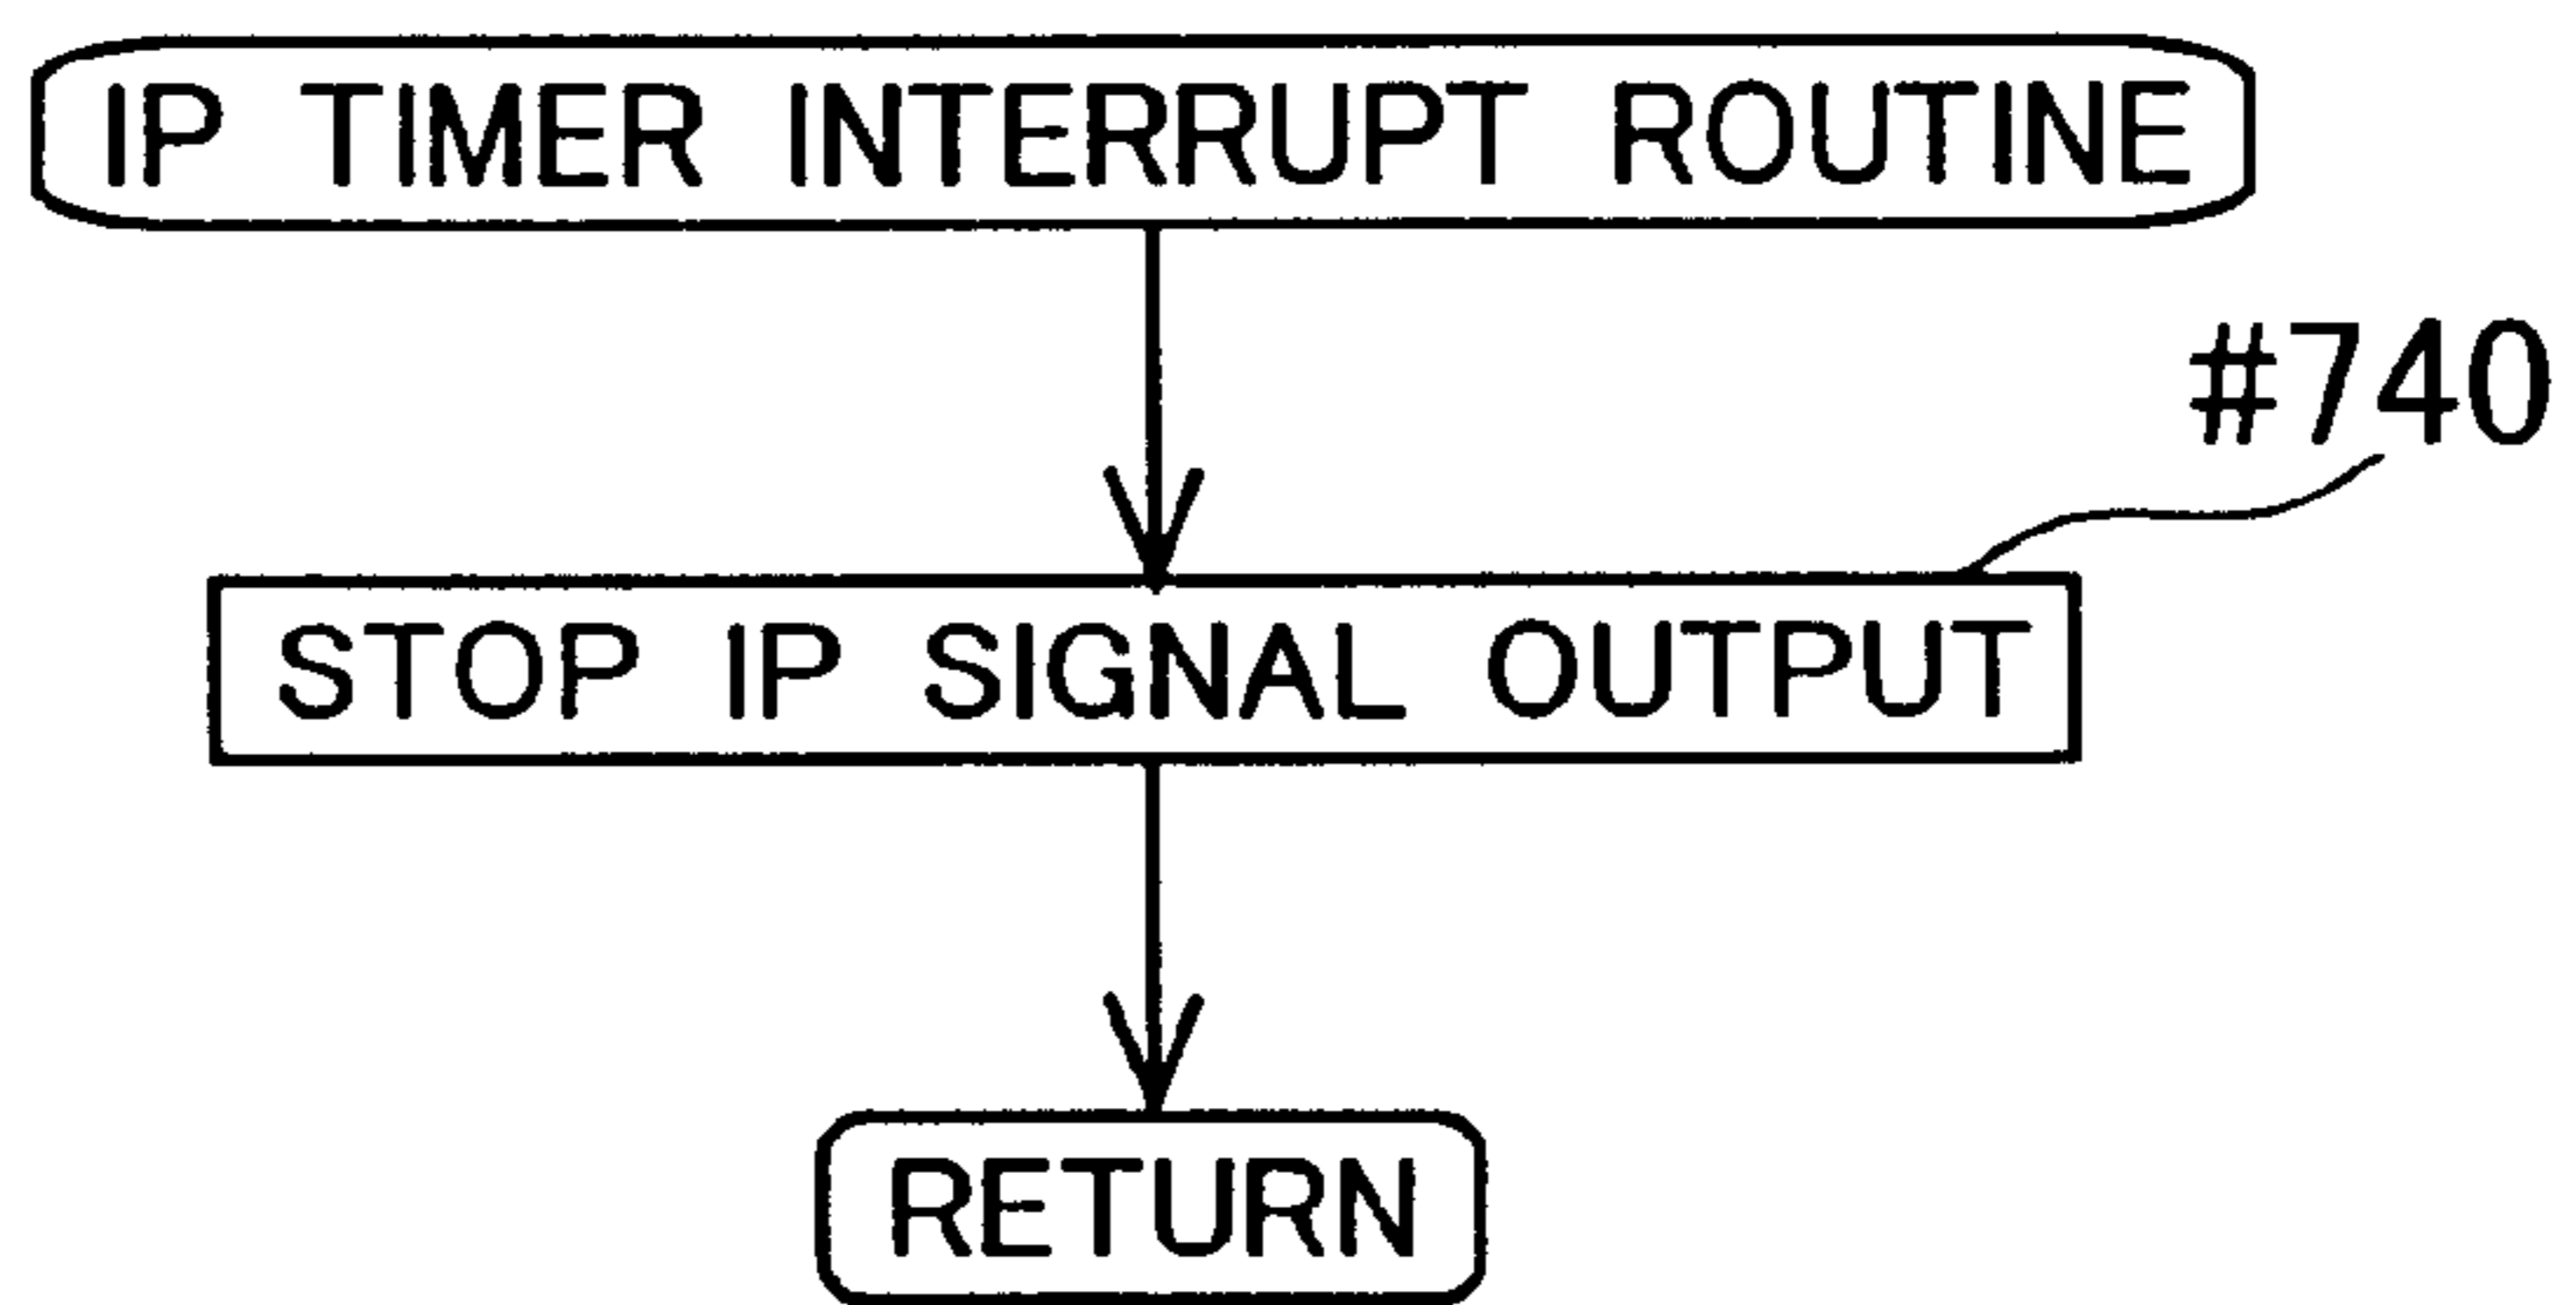 IP TIMER INTERRUPT ROUTINE
#740
STOP IP SIGNAL OUTPUT
RETURN